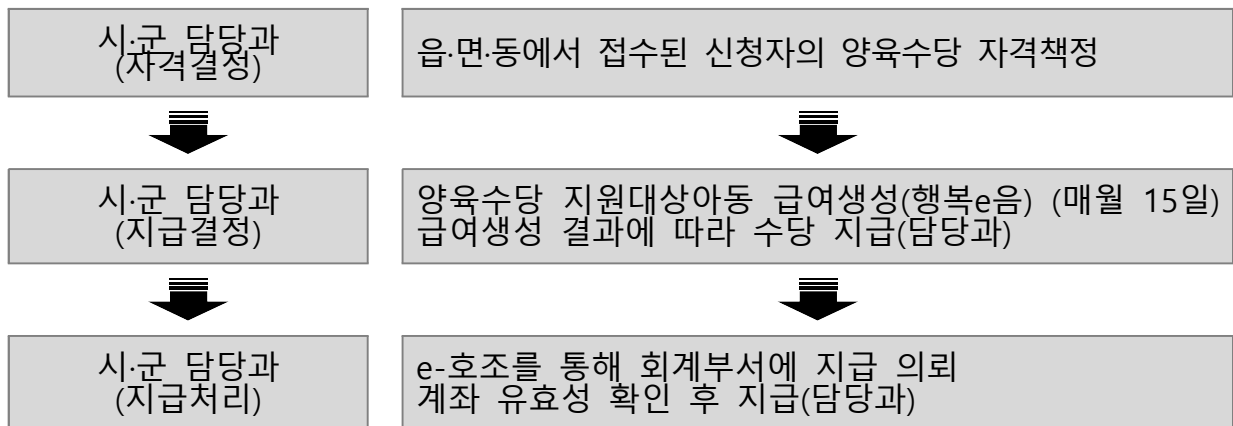 시·군 담당과
(자격결정)
읍·면·동에서 접수된 신청자의 양육수당 자격책정
시·군 담당과
(지급결정)
양육수당 지원대상아동 급여생성(행복e음) (매월 15일)
급여생성 결과에 따라 수당 지급(담당과)
시·군 담당과
(지급처리)
e-호조를 통해 회계부서에 지급 의뢰
계좌 유효성 확인 후 지급(담당과)